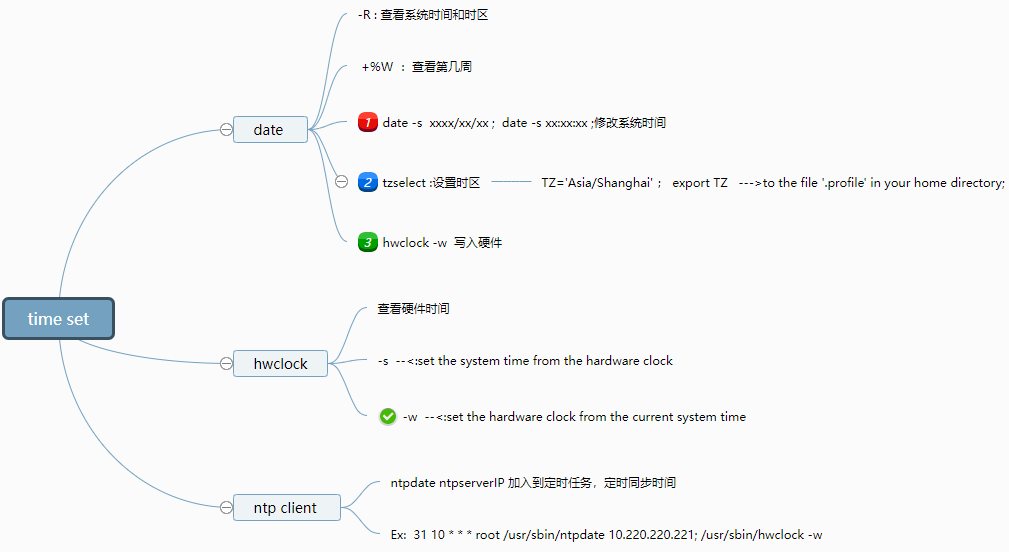 time set
date
-R : 查看系统时间和时区
+%W : 查看第几周
1 date -s xxxx/xx/xx ; date -s xx:xx:xx ;修改系统时间
2 tzselect :设置时区 TZ='Asia/Shanghai' ; export TZ --->to the file '.profile' in your home directory;
3 hwclock -w 写入硬件
hwclock
查看硬件时间
-s --<:set the system time from the hardware clock
-w --<:set the hardware clock from the current system time
ntp client
ntpdate ntpserverIP 加入到定时任务，定时同步时间
Ex: 31 10 * * * root /usr/sbin/ntpdate 10.220.220.221; /usr/sbin/hwclock -w